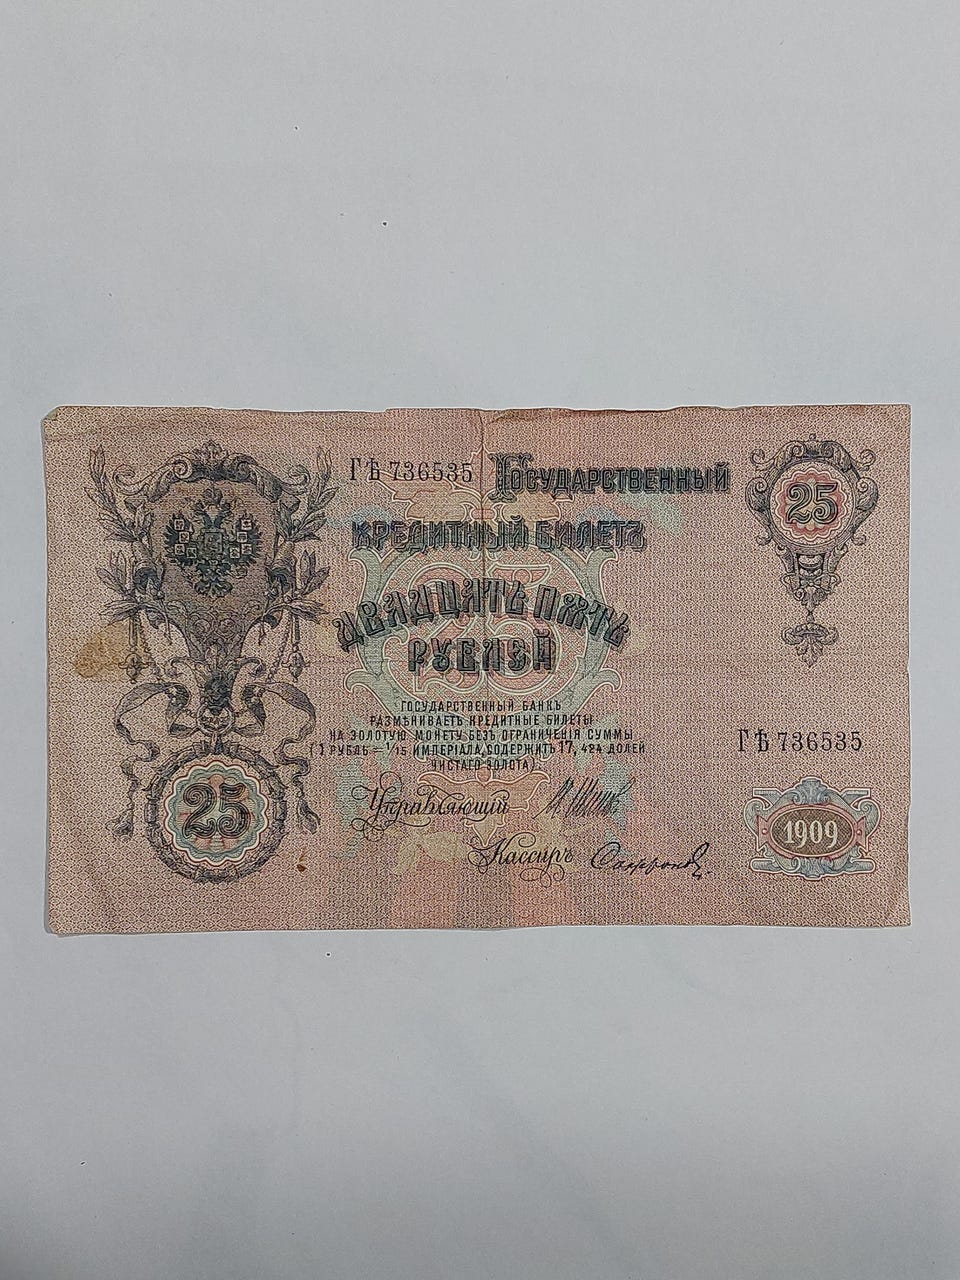 ГѢ 736535 ГОСУДАРСТВЕННЫЙ
КРЕДИТНЫЙ БИЛЕТЪ
25
25
ДВАДЦАТЬ ПЯТЬ
РУБЛЕЙ
ГОСУДАРСТВЕННЫЙ БАНКЪ
РАЗМѢНИВАЕТЪ КРЕДИТНЫЕ БИЛЕТЫ
НА ЗОЛОТУЮ МОНЕТУ БЕЗЪ ОГРАНИЧЕНІЯ СУММЫ
(1 РУБЛЬ = 1/15 ИМПЕРІАЛА, СОДЕРЖИТЪ 17, 424 ДОЛЕЙ
ЧИСТАГО ЗОЛОТА).
ГѢ 736535
25
Управляющій
Кассиръ
1909